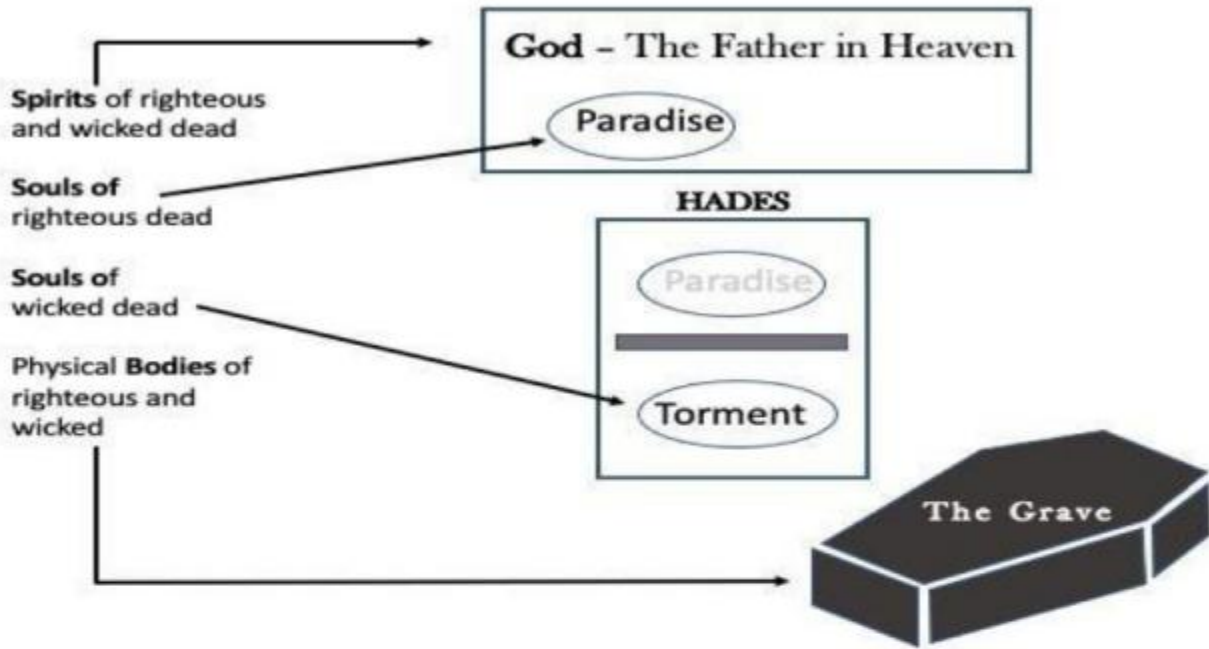 God – The Father in Heaven
Spirits of righteous
and wicked dead
Paradise
Souls of
righteous dead
HADES
Paradise
Souls of
wicked dead
Physical Bodies of
righteous and
wicked
Torment
The Grave